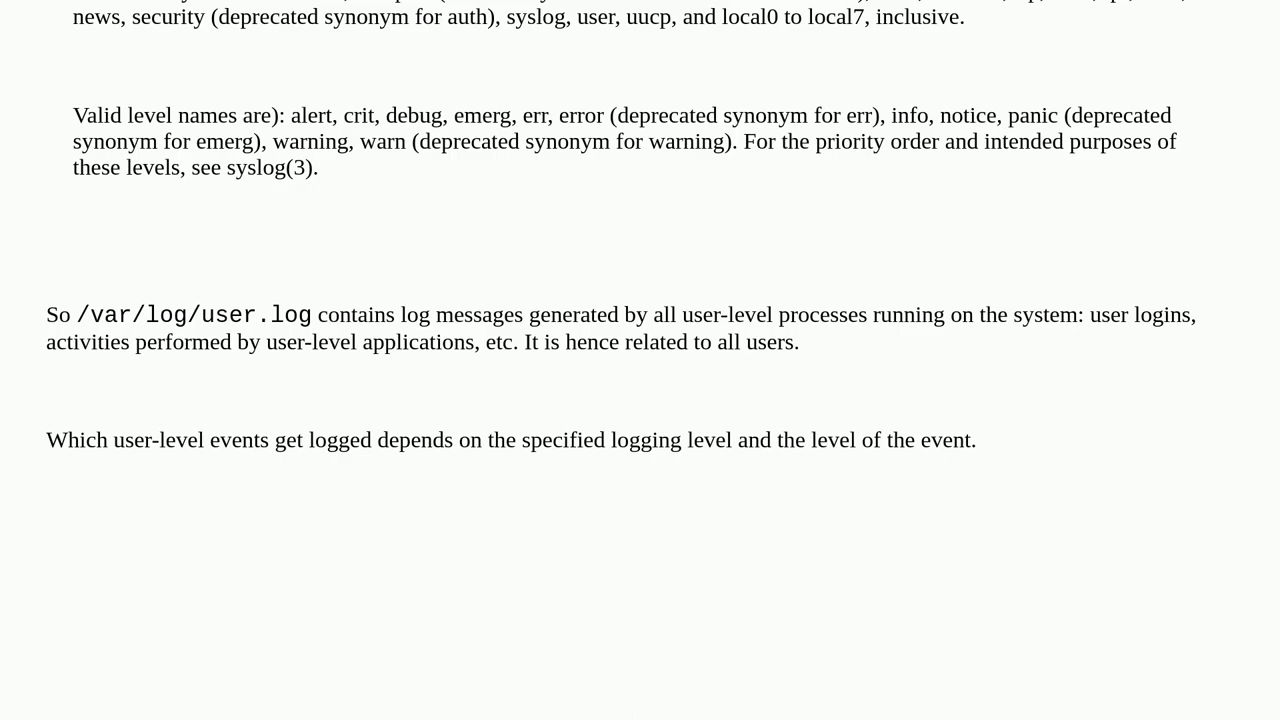 news, security (deprecated synonym for auth), syslog, user, uucp, and local0 to local7, inclusive.
Valid level names are): alert, crit, debug, emerg, err, error (deprecated synonym for err), info, notice, panic (deprecated
synonym for emerg), warning, warn (deprecated synonym for warning). For the priority order and intended purposes of
these levels, see syslog(3).
So /var/log/user.log contains log messages generated by all user-level processes running on the system: user logins,
activities performed by user-level applications, etc. It is hence related to all users.
Which user-level events get logged depends on the specified logging level and the level of the event.